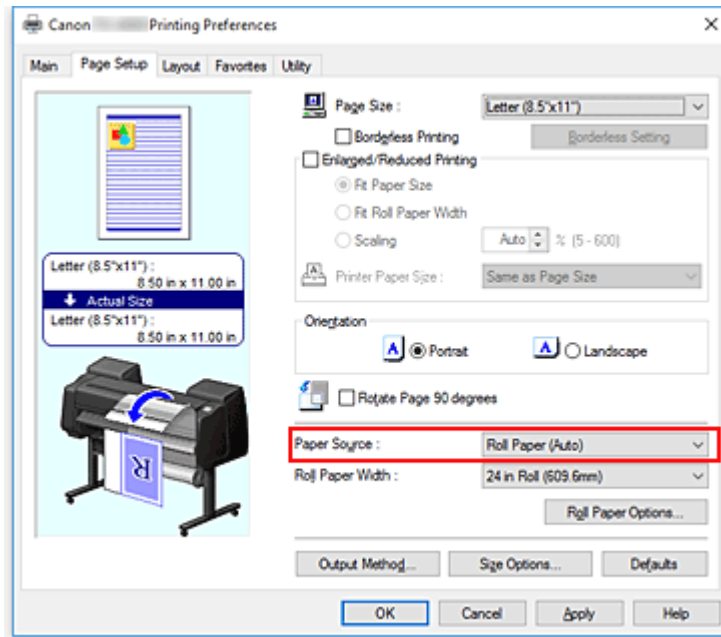 Canon Printing Preferences
Main Page Setup Layout Favorites Utility
Page Size : Letter (8.5"x11")
Borderless Printing Borderless Setting
Enlarged/Reduced Printing
Fit Paper Size
Fit Roll Paper Width
Scaling Auto % (5 - 600)
Printer Paper Size : Same as Page Size
Letter (8.5"x11") :
8.50 in x 11.00 in
Actual Size
Letter (8.5"x11") :
8.50 in x 11.00 in
Orientation
A Portrait A Landscape
Rotate Page 90 degrees
R
Paper Source : Roll Paper (Auto)
Roll Paper Width : 24 in Roll (609.6mm)
Roll Paper Options...
Output Method... Size Options... Defaults
OK Cancel Apply Help